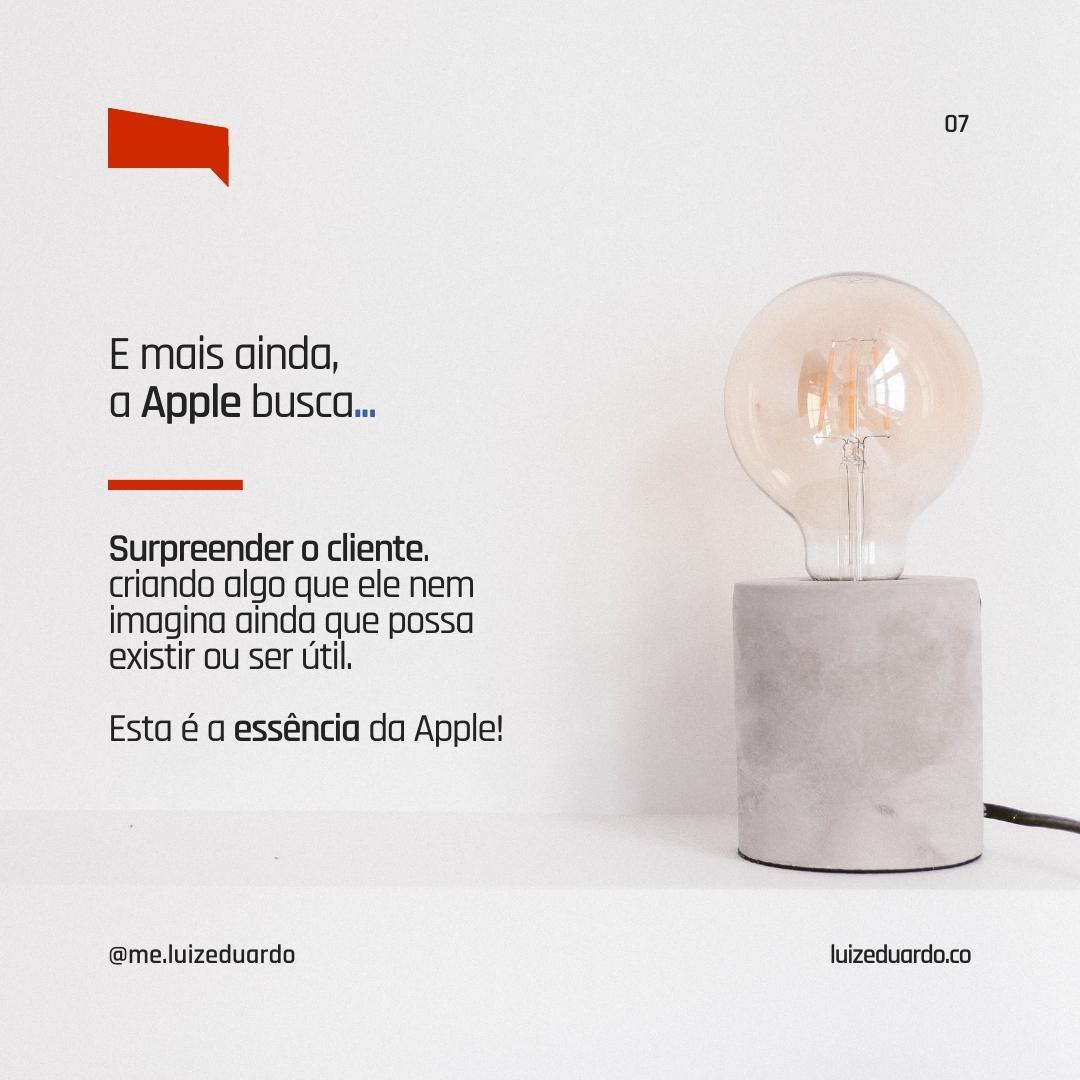 07
E mais ainda,
a Apple busca...
Surpreender o cliente.
criando algo que ele nem
imagina ainda que possa
existir ou ser útil.
Esta é a essência da Apple!
@me.luizeduardo
luizeduardo.co